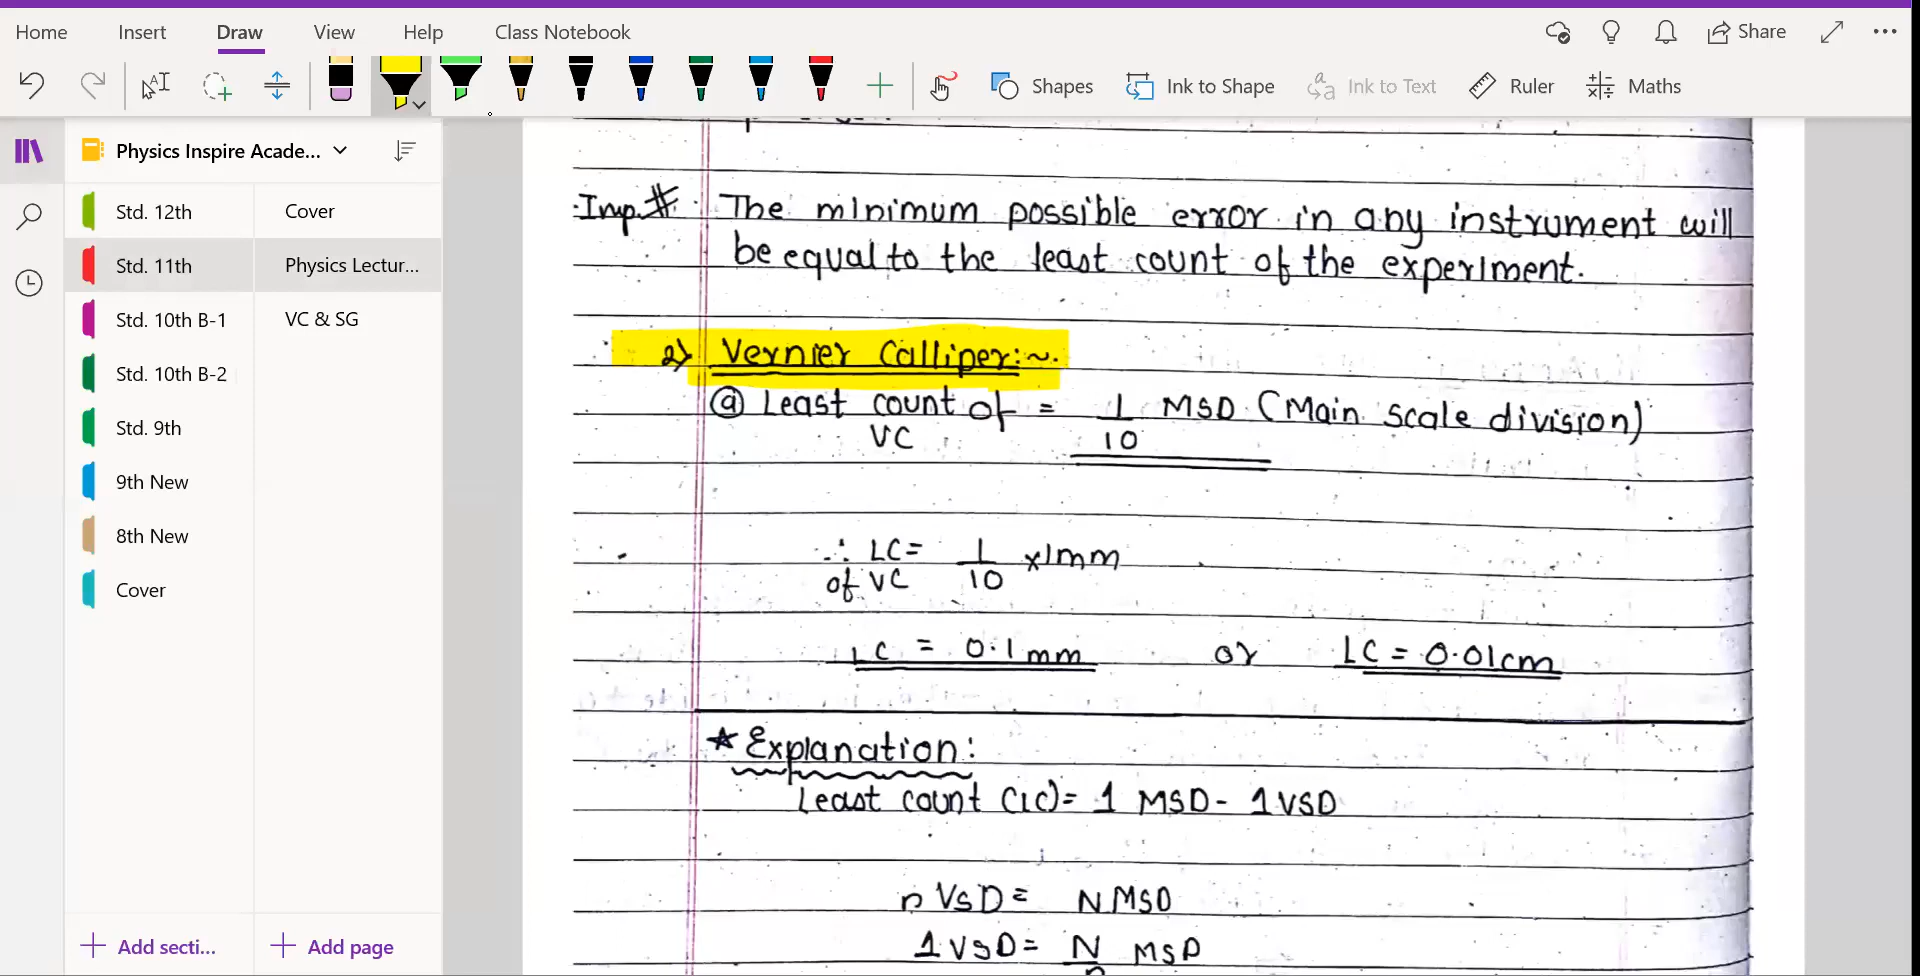 Home Insert Draw View Help Class Notebook Share
Shapes Ink to Shape Ink to Text Ruler Maths
Physics Inspire Acade...
Std. 12th
Std. 11th
Std. 10th B-1
Std. 10th B-2
Std. 9th
9th New
8th New
Cover
Add secti...
Cover
Physics Lectur...
VC & SG
Add page
Imp.# The minimum possible error in any instrument will
be equal to the least count of the experiment.
2) Vernier Calliper:~.
@ Least count of = 1 MSD (Main scale division)
VC 10
∴ LC = 1 x1mm
of VC 10
LC = 0.1mm or LC = 0.01cm
★ Explanation:
Least count (LC)= 1 MSD - 1VSD
n VSD = N MSD
1 VSD = N MSD
n